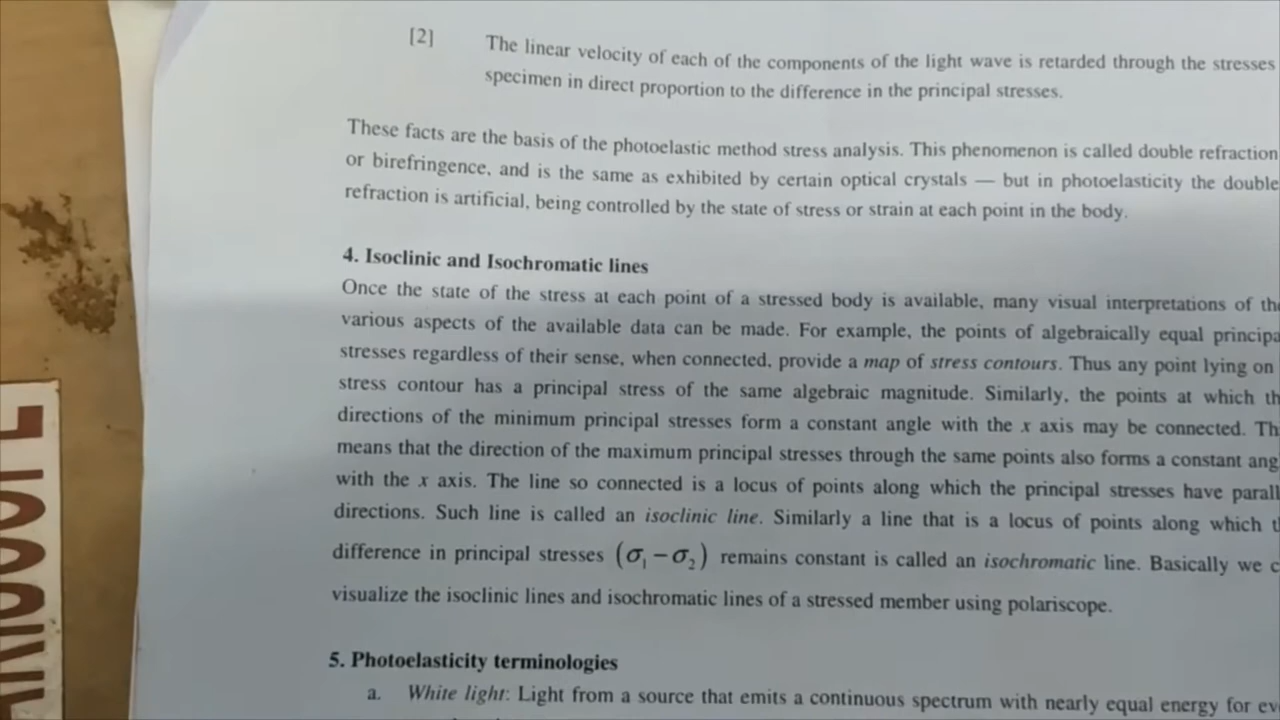 [2] The linear velocity of each of the components of the light wave is retarded through the stresses
specimen in direct proportion to the difference in the principal stresses.
These facts are the basis of the photoelastic method stress analysis. This phenomenon is called double refraction
or birefringence, and is the same as exhibited by certain optical crystals — but in photoelasticity the double
refraction is artificial, being controlled by the state of stress or strain at each point in the body.
4. Isoclinic and Isochromatic lines
Once the state of the stress at each point of a stressed body is available, many visual interpretations of
various aspects of the available data can be made. For example, the points of algebraically equal
stresses regardless of their sense, when connected, provide a map of stress contours. Thus any point lying on
stress contour has a principal stress of the same algebraic magnitude. Similarly, the points at which
directions of the minimum principal stresses form a constant angle with the x axis may be connected.
means that the direction of the maximum principal stresses through the same points also forms a constant
with the x axis. The line so connected is a locus of points along which the principal stresses have
directions. Such line is called an isoclinic line. Similarly a line that is a locus of points along which
difference in principal stresses (σ₁ − σ₂) remains constant is called an isochromatic line. Basically we
visualize the isoclinic lines and isochromatic lines of a stressed member using polariscope.
5. Photoelasticity terminologies
a. White light: Light from a source that emits a continuous spectrum with nearly equal energy for